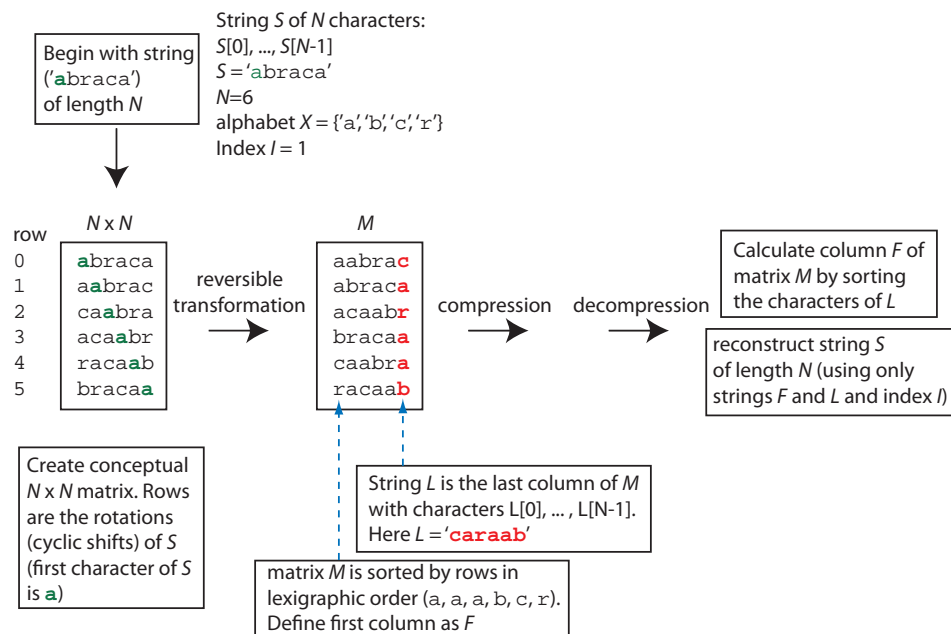 String S of N characters:
S[0], ..., S[N-1]
S = ‘abraca’
N=6
alphabet X = {‘a’,‘b’,‘c’,‘r’}
Index I = 1
Begin with string
(’abraca’)
of length N
N x N
M
row
0
1
2
3
4
5
abraca
aabrac
caabra
acaabr
racaab
bracaa
reversible
transformation
aabrac
abraca
acaabr
bracaa
caabra
racaab
compression
decompression
Calculate column F of
matrix M by sorting
the characters of L
reconstruct string S
of length N (using only
strings F and L and index I)
Create conceptual
N x N matrix. Rows
are the rotations
(cyclic shifts) of S
(first character of S
is a)
String L is the last column of M
with characters L[0], ... , L[N-1].
Here L = ‘caraab’
matrix M is sorted by rows in
lexigraphic order (a, a, a, b, c, r).
Define first column as F